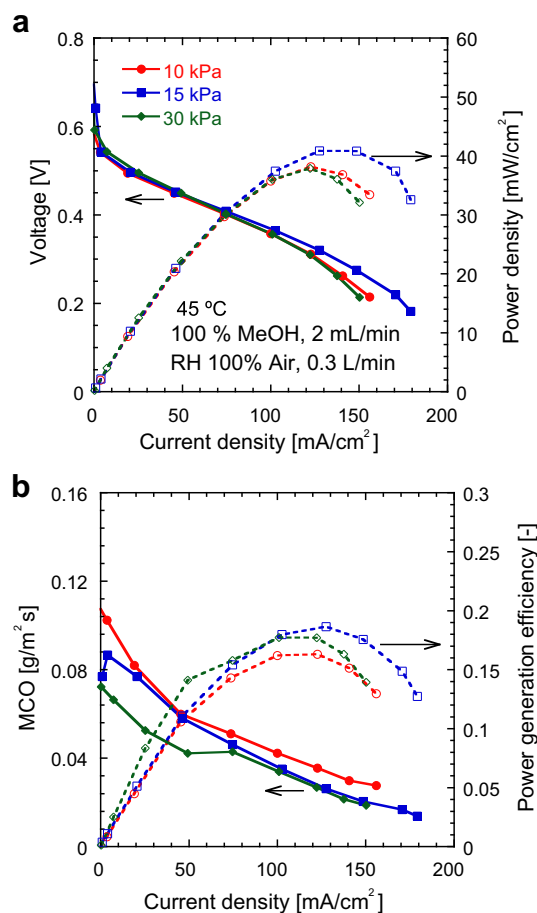 a
0.8
0.6
0.4
0.2
0
Voltage [V]
10 kPa
15 kPa
30 kPa
45 ºC
100 % MeOH, 2 mL/min
RH 100% Air, 0.3 L/min
60
50
40
30
20
10
0
Power density [mW/cm²]
0 50 100 150 200
Current density [mA/cm²]
b
0.16
0.12
0.08
0.04
0
MCO [g/m² s]
0.3
0.25
0.2
0.15
0.1
0.05
0
Power generation efficiency [-]
0 50 100 150 200
Current density [mA/cm²]